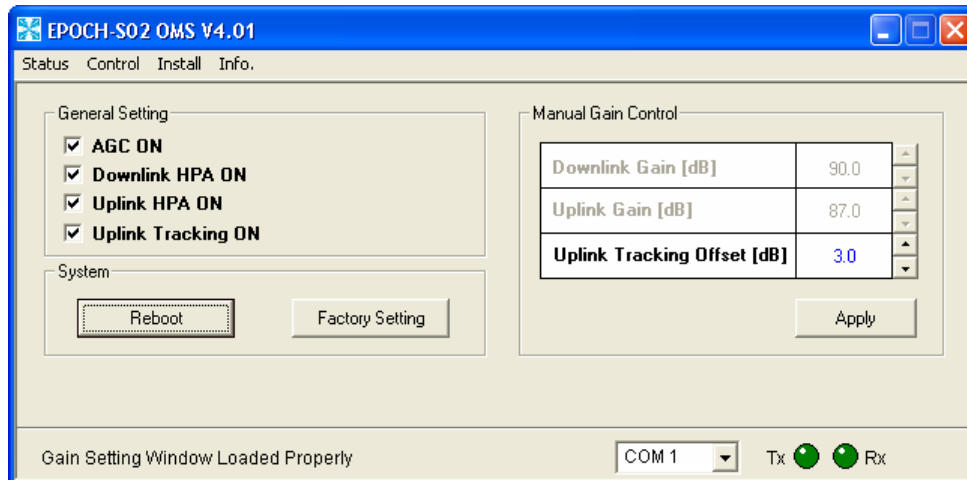 EPOCH-S02 OMS V4.01
Status Control Install Info.
General Setting
AGC ON
Downlink HPA ON
Uplink HPA ON
Uplink Tracking ON
System
Reboot
Factory Setting
Manual Gain Control
Downlink Gain [dB] 90.0
Uplink Gain [dB] 87.0
Uplink Tracking Offset [dB] 3.0
Apply
Gain Setting Window Loaded Properly
COM 1
Tx Rx